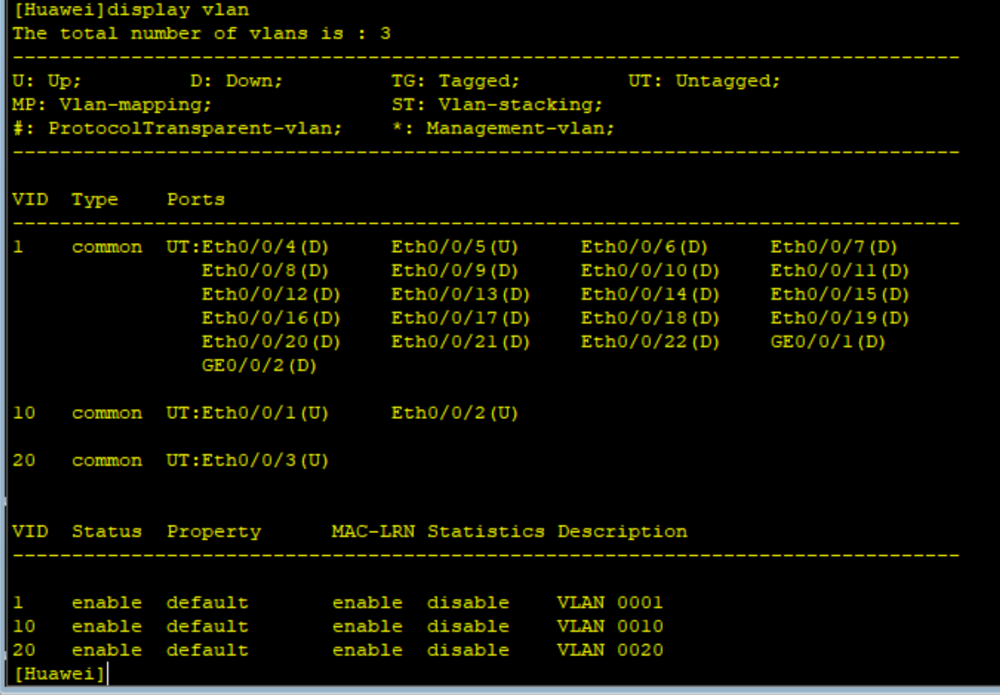 [Huawei]display vlan
The total number of vlans is : 3
--------------------------------------------------------------------------------
U: Up;         D: Down;         TG: Tagged;         UT: Untagged;
MP: Vlan-mapping;               ST: Vlan-stacking;
#: ProtocolTransparent-vlan;    *: Management-vlan;
--------------------------------------------------------------------------------
VID  Type    Ports
--------------------------------------------------------------------------------
1    common  UT:Eth0/0/4(D)     Eth0/0/5(U)     Eth0/0/6(D)     Eth0/0/7(D)
                Eth0/0/8(D)     Eth0/0/9(D)     Eth0/0/10(D)    Eth0/0/11(D)
                Eth0/0/12(D)    Eth0/0/13(D)    Eth0/0/14(D)    Eth0/0/15(D)
                Eth0/0/16(D)    Eth0/0/17(D)    Eth0/0/18(D)    Eth0/0/19(D)
                Eth0/0/20(D)    Eth0/0/21(D)    Eth0/0/22(D)    GE0/0/1(D)
                GE0/0/2(D)
10   common  UT:Eth0/0/1(U)     Eth0/0/2(U)
20   common  UT:Eth0/0/3(U)
VID  Status  Property      MAC-LRN Statistics Description
--------------------------------------------------------------------------------
1    enable  default       enable  disable    VLAN 0001
10   enable  default       enable  disable    VLAN 0010
20   enable  default       enable  disable    VLAN 0020
[Huawei]